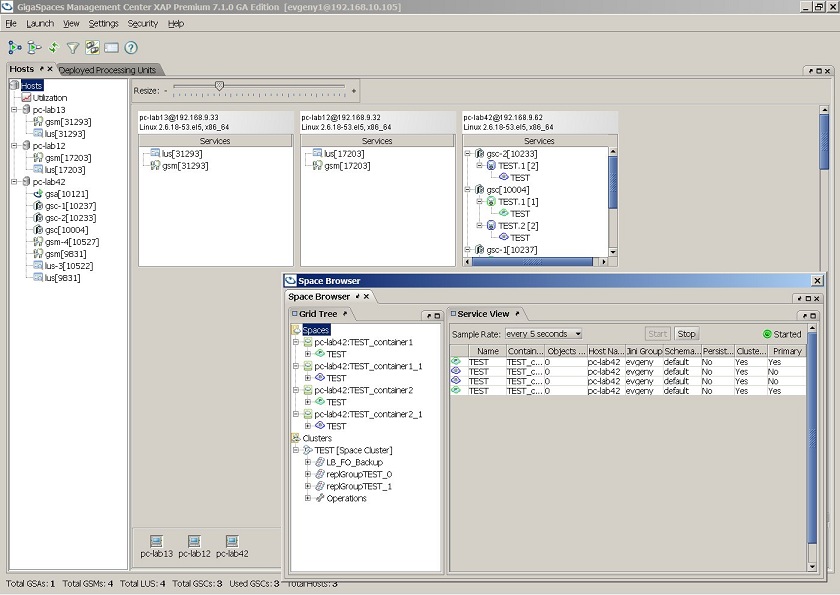 GigaSpaces Management Center XAP Premium 7.1.0 GA Edition [evgeny1@192.168.10.105]
File Launch View Settings Security Help
Hosts
Deployed Processing Units
Hosts
Utilization
pc-lab13
gsm[31293]
lus[31293]
pc-lab12
gsm[17203]
lus[17203]
pc-lab42
gsa[10121]
gsc-1[10237]
gsc-2[10233]
gsc[10004]
gsm-4[10527]
gsm[9831]
lus-3[10522]
lus[9831]
Resize: - +
pc-lab13@192.168.9.33
Linux 2.6.18-53.el5, x86_64
Services
lus[31293]
gsm[31293]
pc-lab12@192.168.9.32
Linux 2.6.18-53.el5, x86_64
Services
lus[17203]
gsm[17203]
pc-lab42@192.168.9.62
Linux 2.6.18-53.el5, x86_64
Services
gsc-2[10233]
TEST.1 [2]
TEST
gsc[10004]
TEST.1 [1]
TEST
TEST.2 [2]
TEST
gsc-1[10237]
Space Browser
Space Browser
Grid Tree
Spaces
pc-lab42:TEST_container1
TEST
pc-lab42:TEST_container1_1
TEST
pc-lab42:TEST_container2
TEST
pc-lab42:TEST_container2_1
TEST
Clusters
TEST [Space Cluster]
LB_FO_Backup
replGroupTEST_0
replGroupTEST_1
Operations
Service View
Sample Rate: every 5 seconds Start Stop Started
Name Contain... Objects ... Host Na... Jini Group Schema... Persist... Cluste... Primary
TEST TEST_c... 0 pc-lab42 evgeny default No Yes Yes
TEST TEST_c... 0 pc-lab42 evgeny default No Yes No
TEST TEST_c... 0 pc-lab42 evgeny default No Yes No
TEST TEST_c... 0 pc-lab42 evgeny default No Yes Yes
pc-lab13 pc-lab12 pc-lab42
Total GSAs: 1 Total GSMs: 4 Total LUS: 4 Total GSCs: 3 Used GSCs: 3 Total Hosts: 3